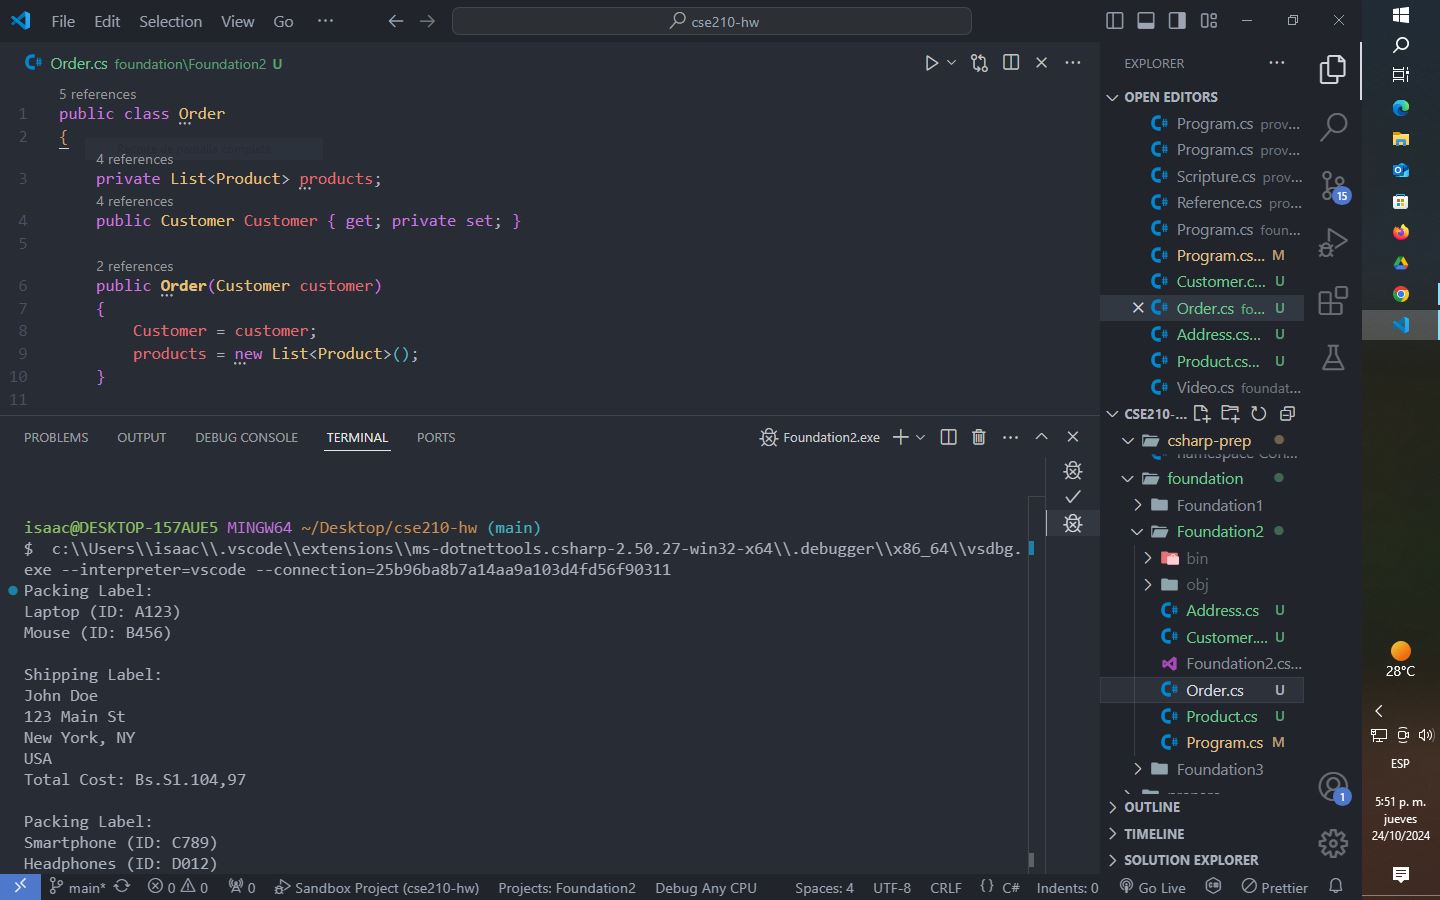 File Edit Selection View Go ···
cse210-hw
Order.cs foundation\Foundation2 U
5 references
1 public class Order
2 {
4 references
3 private List<Product> products;
4 references
4 public Customer Customer { get; private set; }
5
2 references
6 public Order(Customer customer)
7 {
8 Customer = customer;
9 products = new List<Product>();
10 }
11
PROBLEMS OUTPUT DEBUG CONSOLE TERMINAL PORTS
Foundation2.exe
isaac@DESKTOP-157AUE5 MINGW64 ~/Desktop/cse210-hw (main)
$ c:\\Users\\isaac\\.vscode\\extensions\\ms-dotnettools.csharp-2.50.27-win32-x64\\.debugger\\x86_64\\vsdbg.
exe --interpreter=vscode --connection=25b96ba8b7a14aa9a103d4fd56f90311
Packing Label:
Laptop (ID: A123)
Mouse (ID: B456)
Shipping Label:
John Doe
123 Main St
New York, NY
USA
Total Cost: Bs.S1.104,97
Packing Label:
Smartphone (ID: C789)
Headphones (ID: D012)
EXPLORER
OPEN EDITORS
Program.cs prov...
Program.cs prov...
Scripture.cs prov...
Reference.cs pro...
Program.cs foun...
Program.cs... M
Customer.c... U
Order.cs fo... U
Address.cs... U
Product.cs... U
Video.cs foundat...
CSE210-...
csharp-prep
foundation
Foundation1
Foundation2
bin
obj
Address.cs U
Customer.... U
Foundation2.cs...
Order.cs U
Product.cs U
Program.cs M
Foundation3
OUTLINE
TIMELINE
SOLUTION EXPLORER
15
1
main* 0 0 0 Sandbox Project (cse210-hw) Projects: Foundation2 Debug Any CPU Spaces: 4 UTF-8 CRLF {} C# Indents: 0 Go Live Prettier
28°C
ESP
5:51 p. m.
jueves
24/10/2024